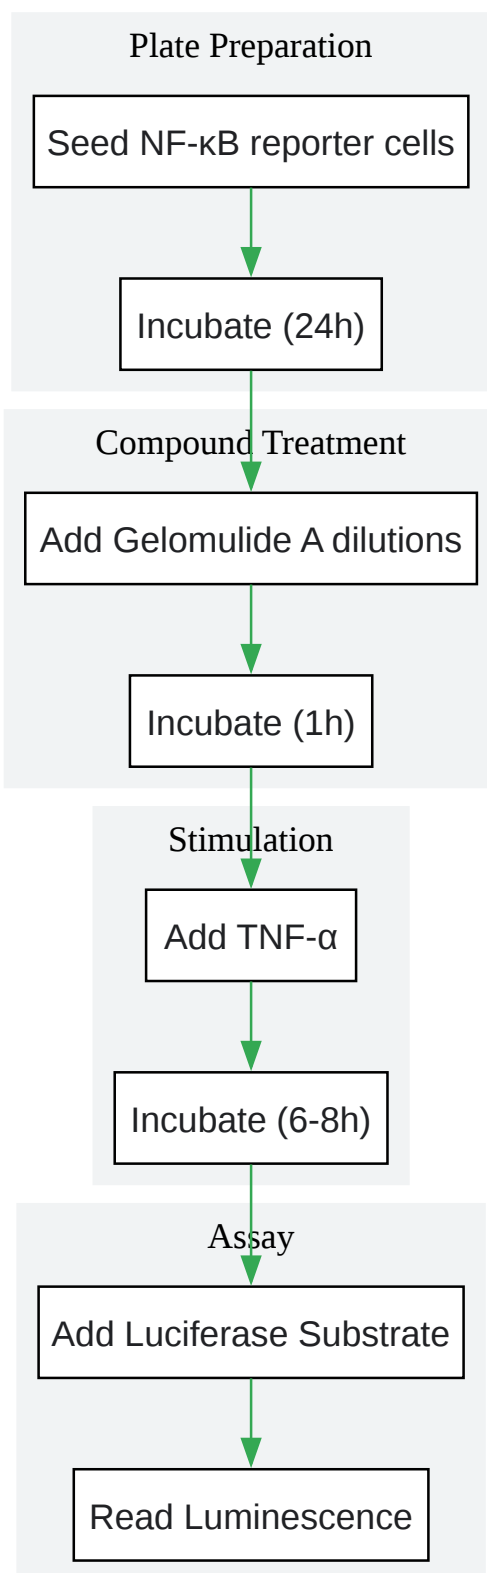 Plate Preparation
Seed NF-κB reporter cells
Incubate (24h)
Compound Treatment
Add Gelomulide A dilutions
Incubate (1h)
Stimulation
Add TNF-α
Incubate (6-8h)
Assay
Add Luciferase Substrate
Read Luminescence